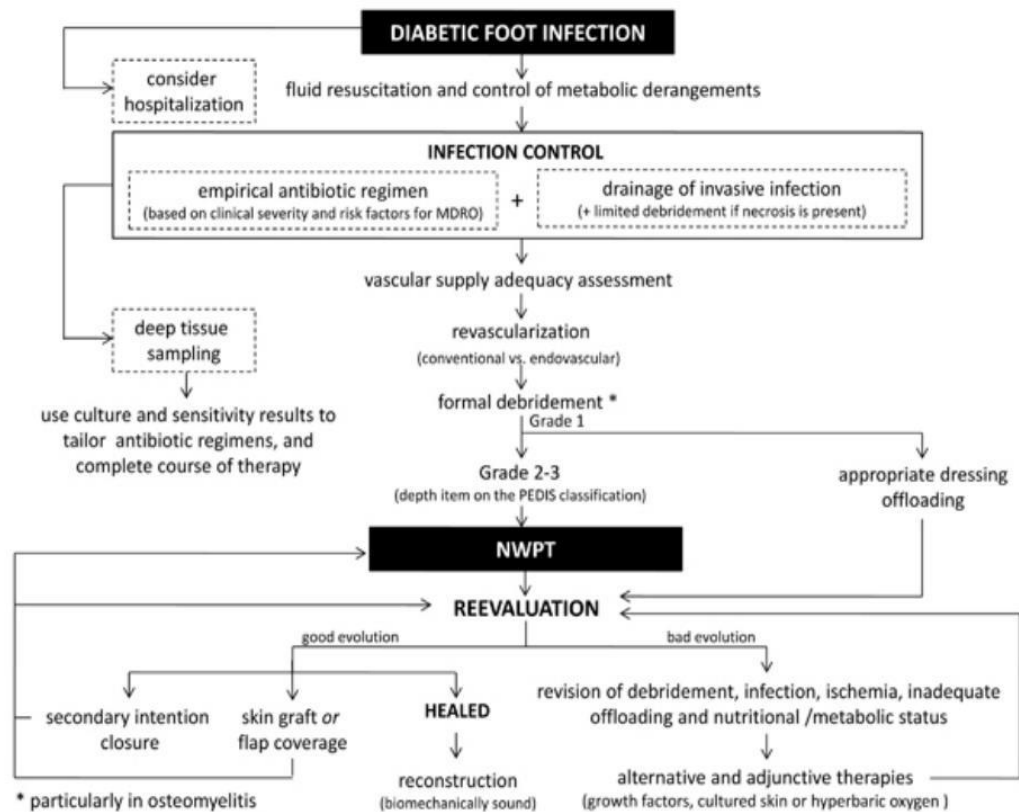 DIABETIC FOOT INFECTION
consider
hospitalization
fluid resuscitation and control of metabolic derangements
INFECTION CONTROL
empirical antibiotic regimen
(based on clinical severity and risk factors for MDRO)
+
drainage of invasive infection
(+ limited debridement if necrosis is present)
vascular supply adequacy assessment
deep tissue
sampling
revascularization
(conventional vs. endovascular)
use culture and sensitivity results to
tailor antibiotic regimens, and
complete course of therapy
formal debridement *
Grade 1
Grade 2-3
(depth item on the PEDIS classification)
appropriate dressing
offloading
NWPT
REEVALUATION
good evolution
bad evolution
secondary intention
closure
skin graft or
flap coverage
HEALED
reconstruction
(biomechanically sound)
revision of debridement, infection, ischemia, inadequate
offloading and nutritional /metabolic status
alternative and adjunctive therapies
(growth factors, cultured skin or hyperbaric oxygen)
* particularly in osteomyelitis